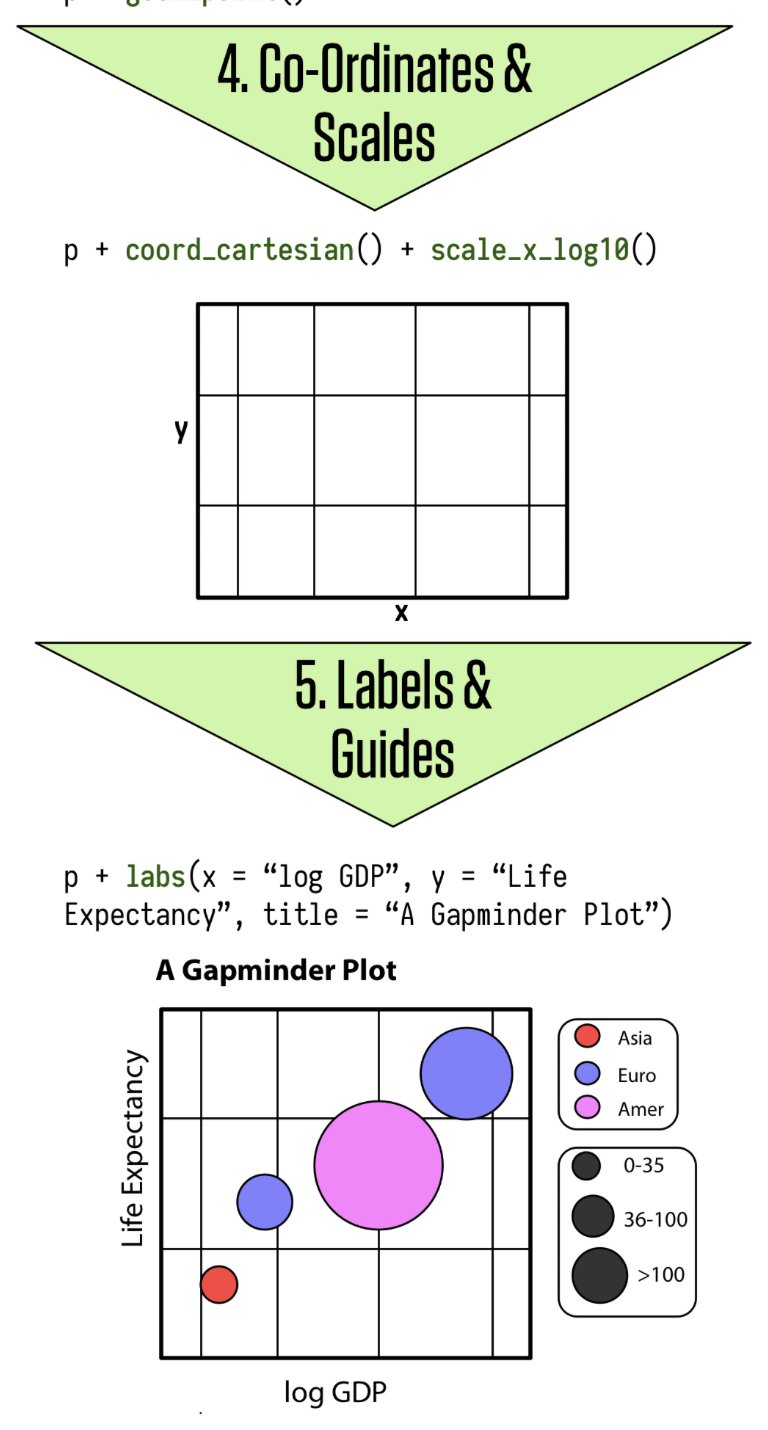 4. Co-Ordinates &
Scales
p + coord_cartesian() + scale_x_log10()
y
x
5. Labels &
Guides
p + labs(x = “log GDP”, y = “Life
Expectancy”, title = “A Gapminder Plot”)
A Gapminder Plot
Life Expectancy
log GDP
Asia
Euro
Amer
0-35
36-100
>100